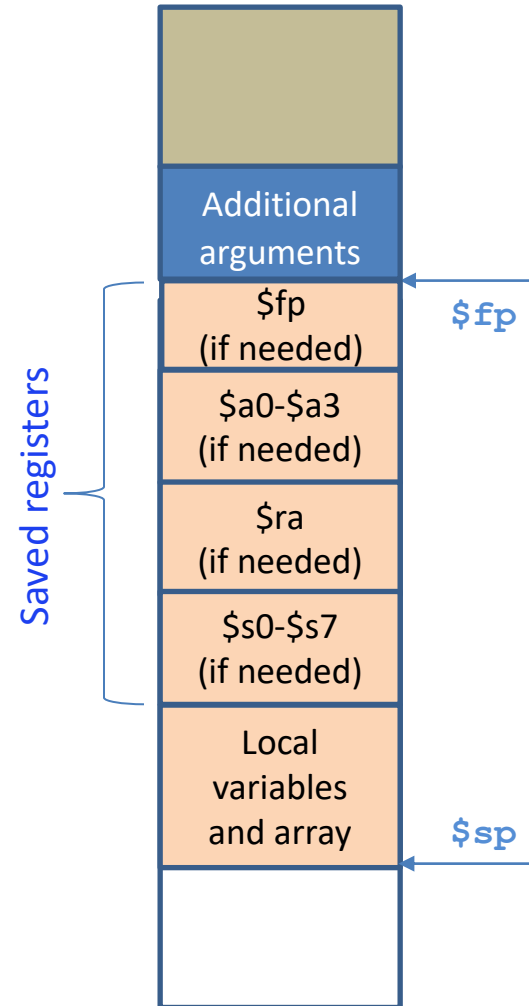 Additional
arguments
$fp
(if needed)
$fp
$a0-$a3
(if needed)
Saved registers
$ra
(if needed)
$s0-$s7
(if needed)
Local
variables
and array
$sp